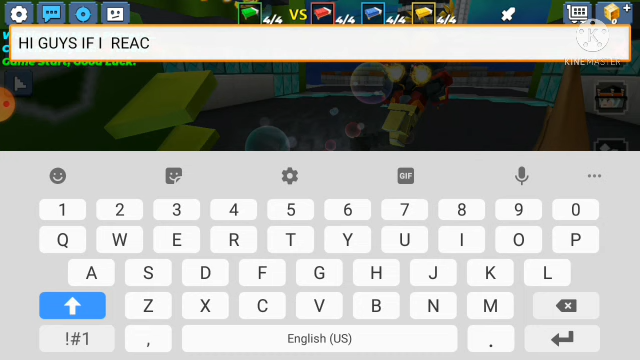 4/4 VS 4/4 4/4 4/4
HI GUYS IF I  REAC
KINEMASTER
Game Start, Good Luck!
GIF
1 2 3 4 5 6 7 8 9 0
Q W E R T Y U I O P
A S D F G H J K L
Z X C V B N M
!#1 , English (US) .